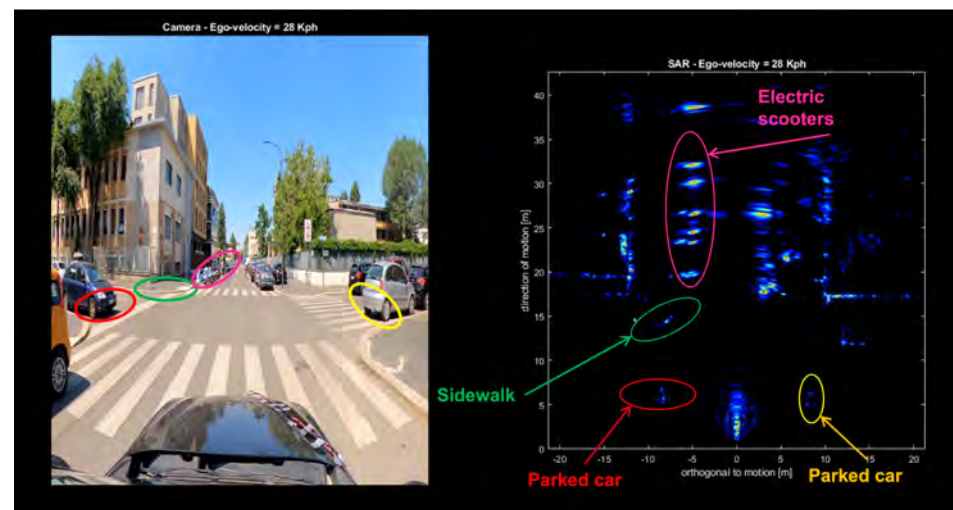 Camera - Ego-velocity = 28 Kph
SAR - Ego-velocity = 28 Kph
Electric
scooters
Sidewalk
Parked car
Parked car
direction of motion [m]
40
35
30
25
20
15
10
5
0
-20
-15
-10
-5
0
5
10
15
20
orthogonal to motion [m]